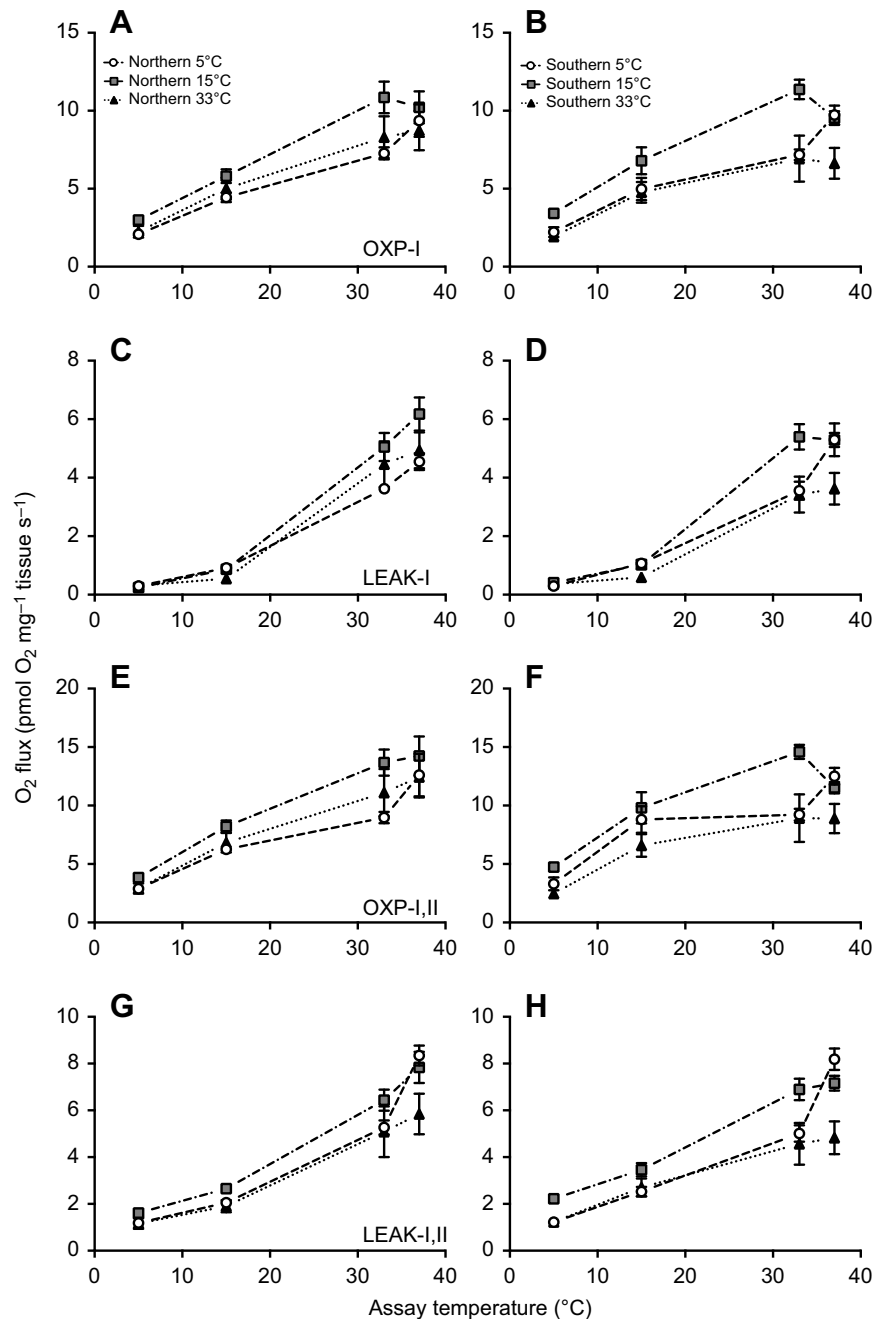 A
15
10
5
0
0 10 20 30 40
Northern 5°C
Northern 15°C
Northern 33°C
OXP-I
B
15
10
5
0
0 10 20 30 40
Southern 5°C
Southern 15°C
Southern 33°C
C
8
6
4
2
0
0 10 20 30 40
LEAK-I
D
8
6
4
2
0
0 10 20 30 40
O₂ flux (pmol O₂ mg⁻¹ tissue s⁻¹)
E
20
15
10
5
0
0 10 20 30 40
OXP-I,II
F
20
15
10
5
0
0 10 20 30 40
G
10
8
6
4
2
0
0 10 20 30 40
LEAK-I,II
H
10
8
6
4
2
0
0 10 20 30 40
Assay temperature (°C)